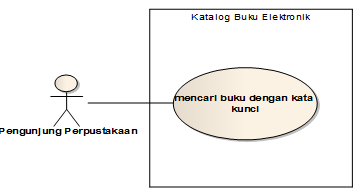 Katalog Buku Elektronik
mencari buku dengan kata
kunci
Pengunjung Perpustakaan